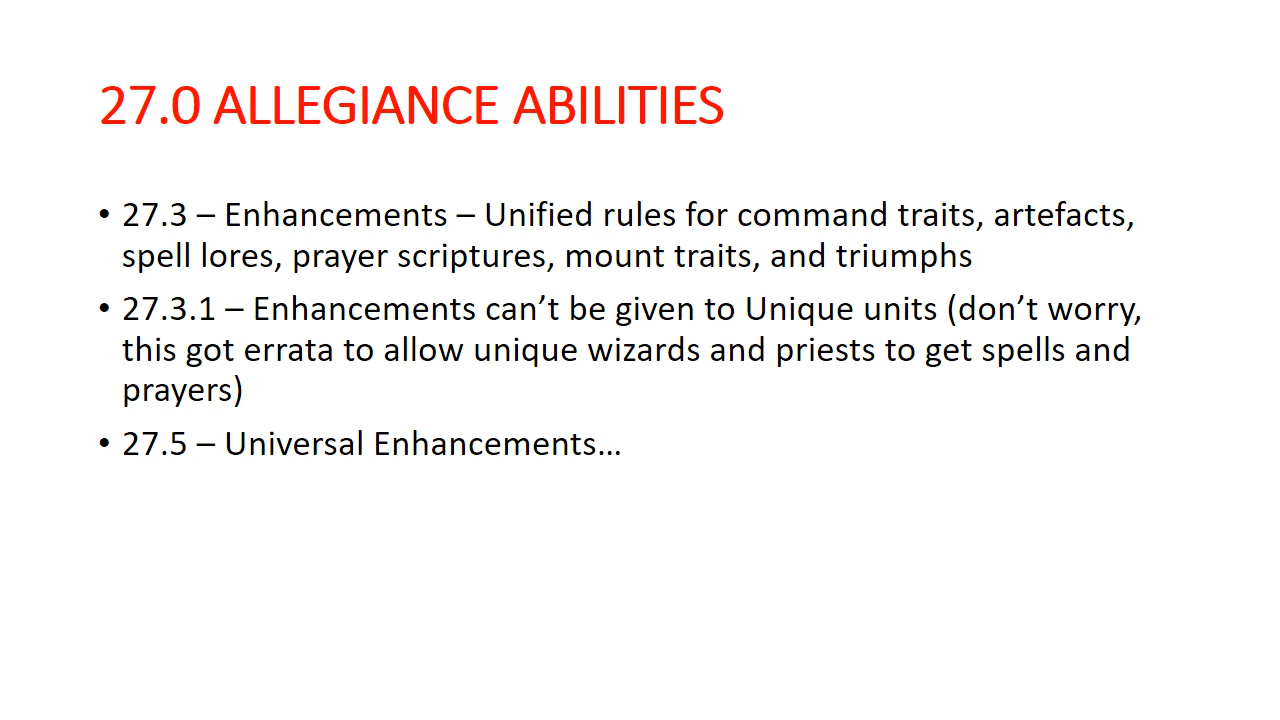 27.0 ALLEGIANCE ABILITIES
• 27.3 – Enhancements – Unified rules for command traits, artefacts,
spell lores, prayer scriptures, mount traits, and triumphs
• 27.3.1 – Enhancements can’t be given to Unique units (don’t worry,
this got errata to allow unique wizards and priests to get spells and
prayers)
• 27.5 – Universal Enhancements…